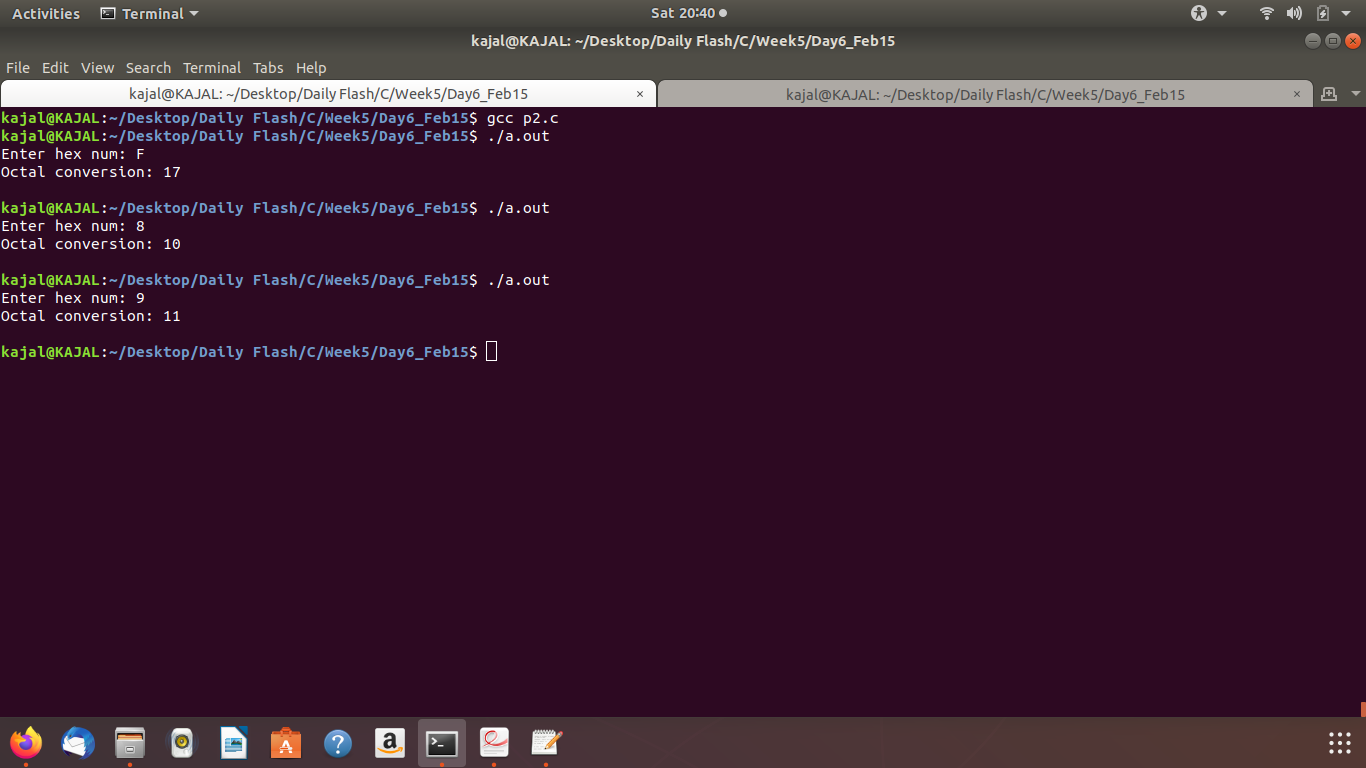 Activities Terminal Sat 20:40
kajal@KAJAL: ~/Desktop/Daily Flash/C/Week5/Day6_Feb15
File Edit View Search Terminal Tabs Help
kajal@KAJAL: ~/Desktop/Daily Flash/C/Week5/Day6_Feb15 × kajal@KAJAL: ~/Desktop/Daily Flash/C/Week5/Day6_Feb15 ×
kajal@KAJAL:~/Desktop/Daily Flash/C/Week5/Day6_Feb15$ gcc p2.c
kajal@KAJAL:~/Desktop/Daily Flash/C/Week5/Day6_Feb15$ ./a.out
Enter hex num: F
Octal conversion: 17
kajal@KAJAL:~/Desktop/Daily Flash/C/Week5/Day6_Feb15$ ./a.out
Enter hex num: 8
Octal conversion: 10
kajal@KAJAL:~/Desktop/Daily Flash/C/Week5/Day6_Feb15$ ./a.out
Enter hex num: 9
Octal conversion: 11
kajal@KAJAL:~/Desktop/Daily Flash/C/Week5/Day6_Feb15$